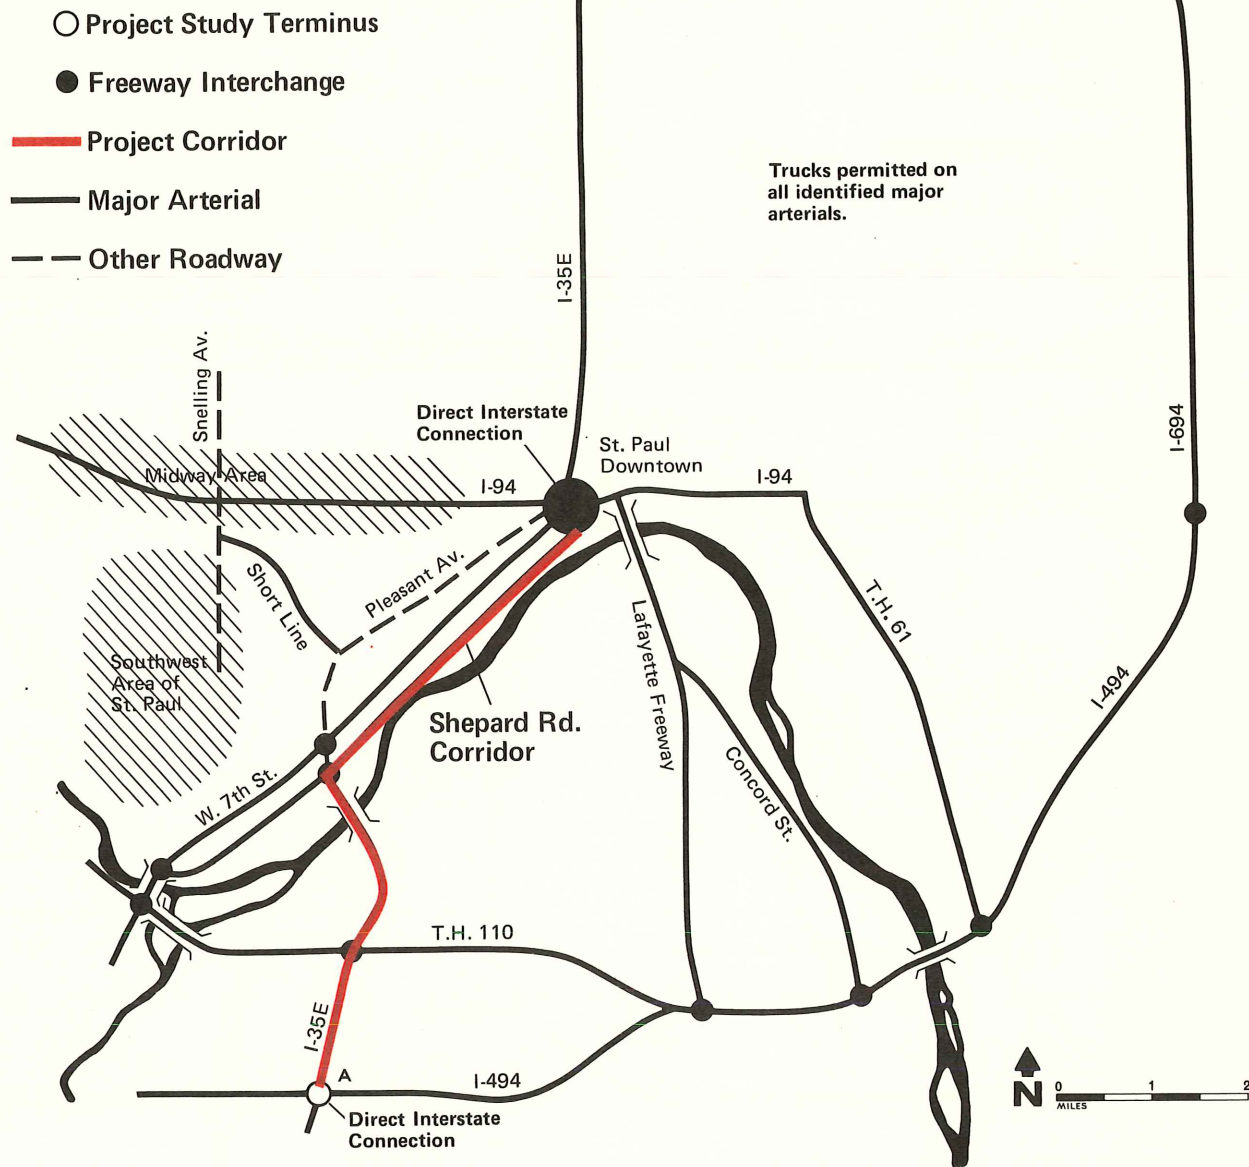 Project Study Terminus
Freeway Interchange
Project Corridor
Major Arterial
Other Roadway
Trucks permitted on
all identified major
arterials.
I-35E
Snelling Av.
I-694
Direct Interstate
Connection
St. Paul
Downtown
Midway Area
I-94
I-94
Short Line
Pleasant Av.
T.H. 61
Lafayette Freeway
Southwest
Area of
St. Paul
I-494
Shepard Rd.
Corridor
Concord St.
W. 7th St.
T.H. 110
I-35E
A
I-494
Direct Interstate
Connection
N
0 1 2
MILES